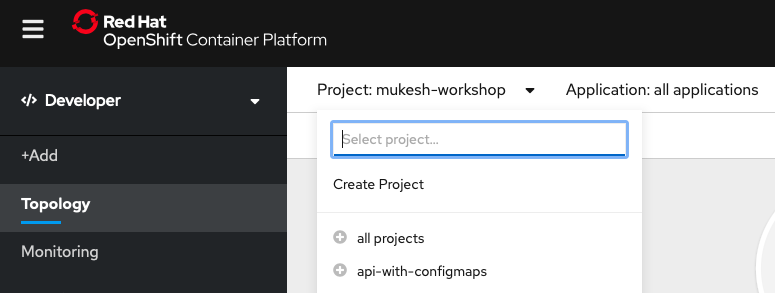 Red Hat
OpenShift Container Platform
</> Developer
+Add
Topology
Monitoring
Project: mukesh-workshop
Application: all applications
Select project...
Create Project
all projects
api-with-configmaps